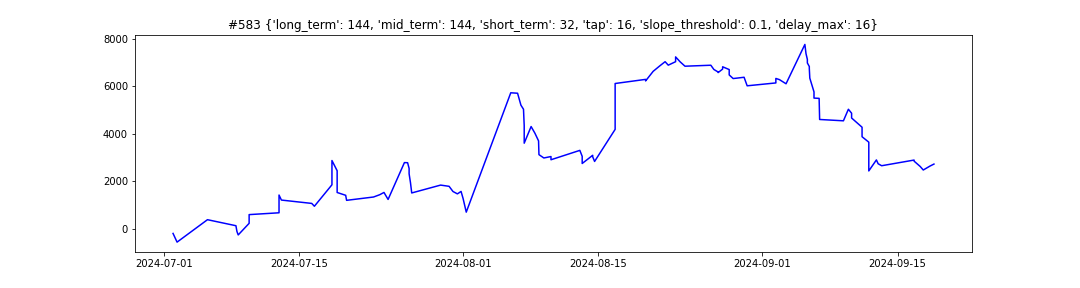 #583 {'long_term': 144, 'mid_term': 144, 'short_term': 32, 'tap': 16, 'slope_threshold': 0.1, 'delay_max': 16}
8000
6000
4000
2000
0
2024-07-01 2024-07-15 2024-08-01 2024-08-15 2024-09-01 2024-09-15